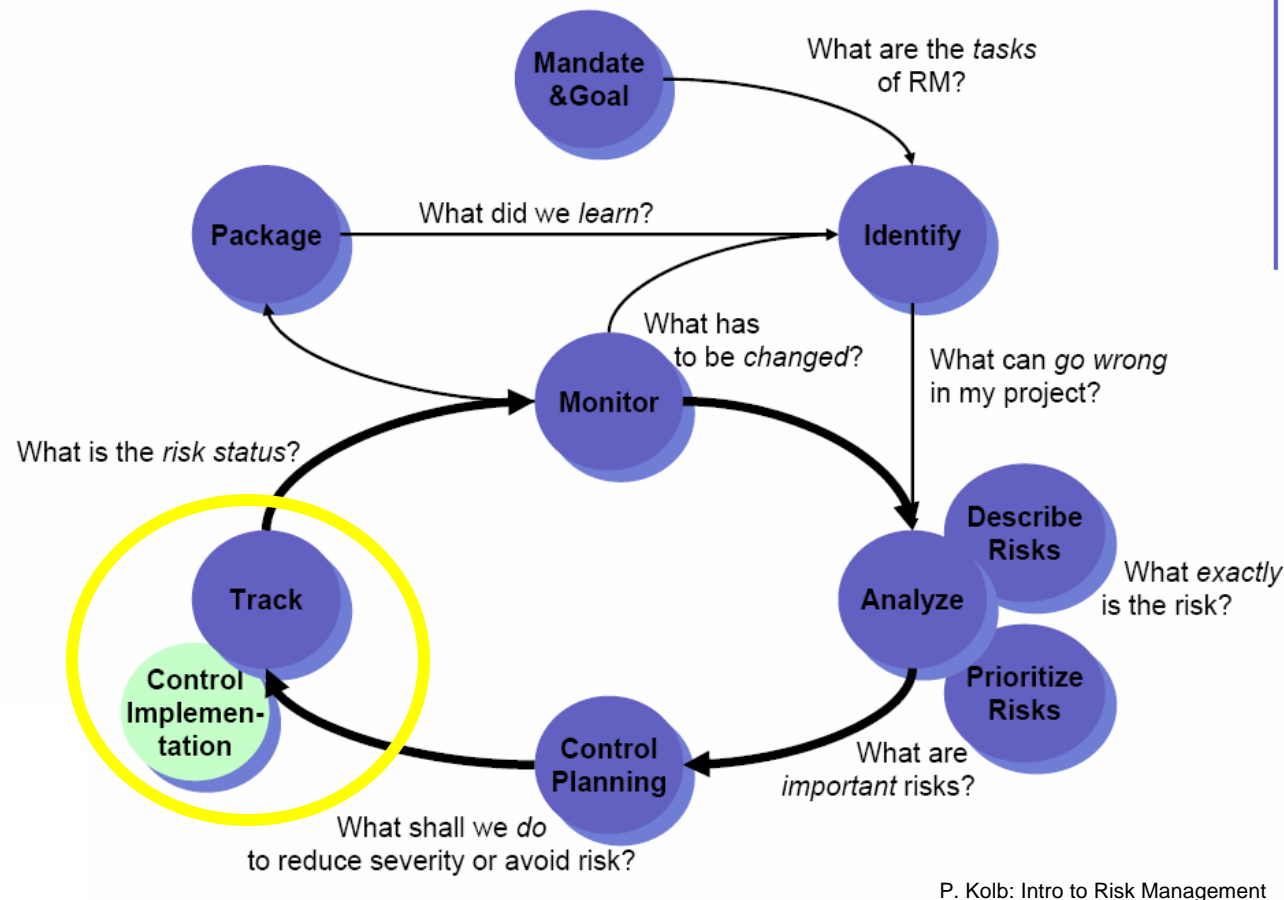 Mandate
&Goal
What are the tasks
of RM?
Package
What did we learn?
Identify
What has
to be changed?
What can go wrong
in my project?
Monitor
What is the risk status?
Describe
Risks
What exactly
is the risk?
Track
Analyze
Control
Implemen-
tation
Prioritize
Risks
Control
Planning
What are
important risks?
What shall we do
to reduce severity or avoid risk?
P. Kolb: Intro to Risk Management